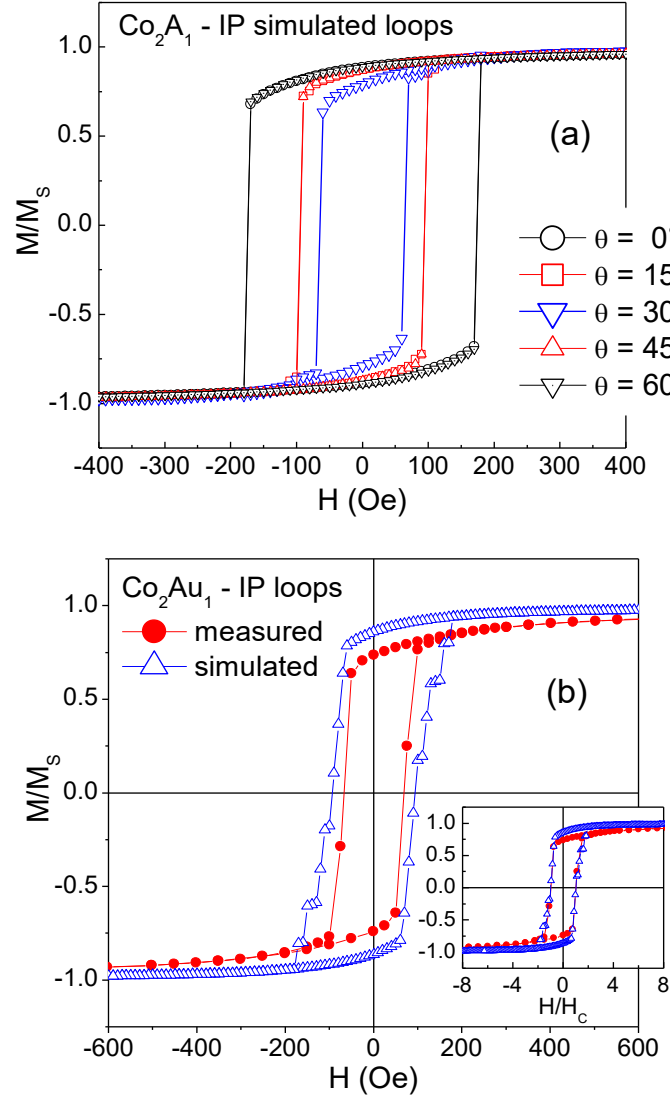 Co₂A₁ - IP simulated loops
(a)
1.0
0.5
0.0
-0.5
-1.0
M/M_S
θ = 0°
θ = 15
θ = 30
θ = 45
θ = 60
-400 -300 -200 -100 0 100 200 300 400
H (Oe)
Co₂Au₁ - IP loops
measured
simulated
(b)
1.0
0.5
0.0
-0.5
-1.0
M/M_S
1.0
0.5
0.0
-0.5
-1.0
-8 -4 0 4 8
H/H_C
-600 -400 -200 0 200 400 600
H (Oe)